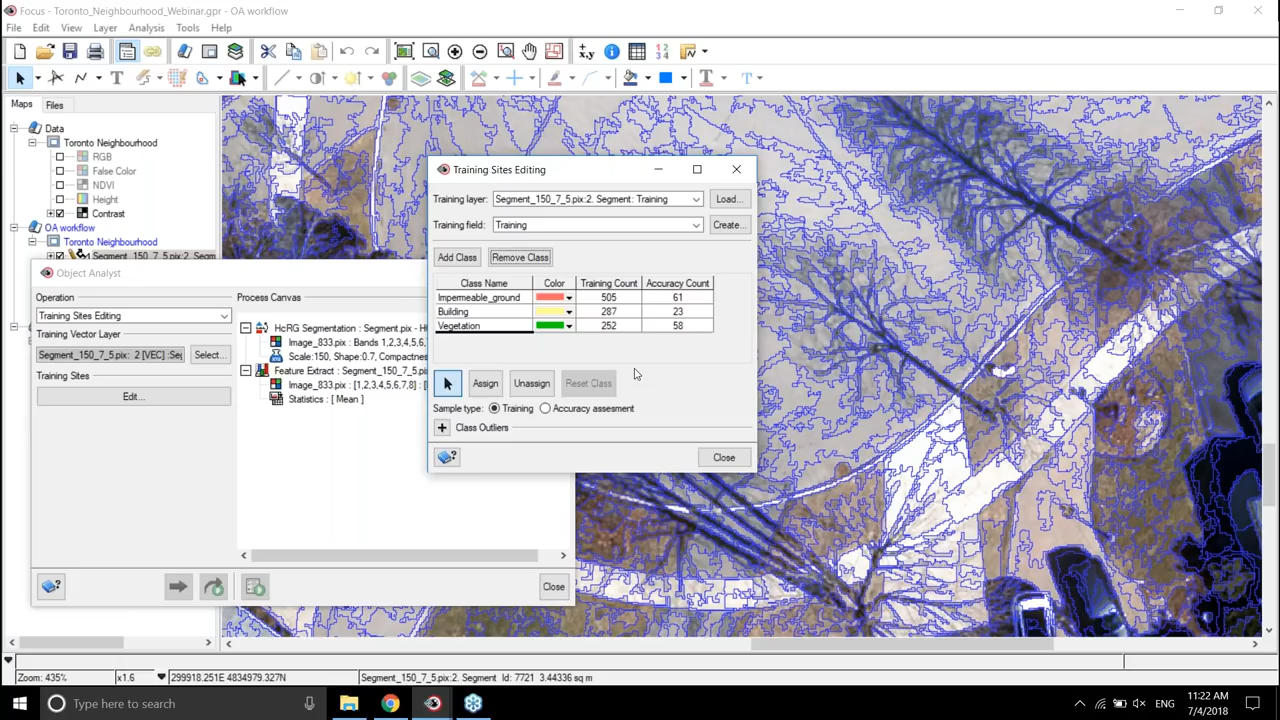 Focus - Toronto_Neighbourhood_Webinar.gpr - OA workflow
File Edit View Layer Analysis Tools Help
Maps Files
Data
Toronto Neighbourhood
RGB
False Color
NDVI
Height
Contrast
OA workflow
Toronto Neighbourhood
Segment_150_7_5.pix:2. Segm
Object Analyst
Operation
Training Sites Editing
Training Vector Layer
Segment_150_7_5.pix: 2 [VEC] :Seg
Select...
Training Sites
Edit...
Process Canvas
HcRG Segmentation : Segment.pix - H
Image_833.pix : Bands 1,2,3,4,5,6,
Scale:150, Shape:0.7, Compactnes
Feature Extract : Segment_150_7_5.pi
Image_833.pix : [1,2,3,4,5,6,7,8] : [
Statistics : [ Mean ]
Close
Training Sites Editing
Training layer: Segment_150_7_5.pix:2. Segment: Training Load...
Training field: Training Create...
Add Class Remove Class
Class Name Color Training Count Accuracy Count
Impermeable_ground 505 61
Building 287 23
Vegetation 252 58
Assign Unassign Reset Class
Sample type: Training Accuracy assesment
Class Outliers
Close
Zoom: 435% x1.6 299918.251E 4834979.327N Segment_150_7_5.pix:2. Segment: Id: 7721 3.44336 sq m
Type here to search
ENG
11:22 AM
7/4/2018